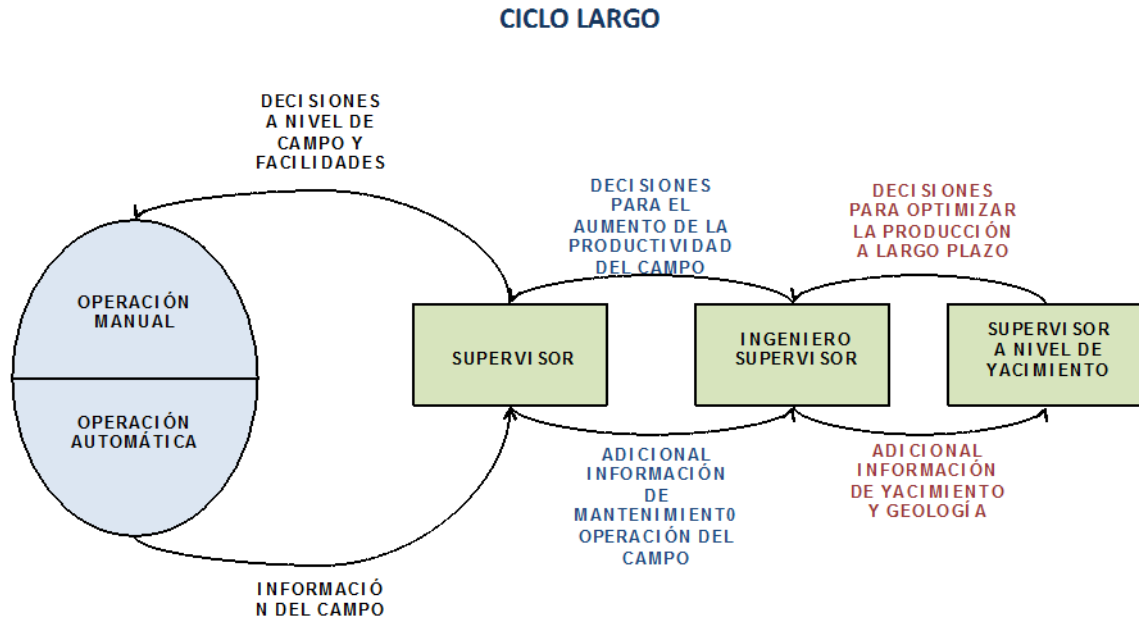 CICLO LARGO
DECISIONES
A NIVEL DE
CAMPO Y
FACILIDADES
DECISIONES
PARA EL
AUMENTO DE LA
PRODUCTIVIDAD
DEL CAMPO
DECISIONES
PARA OPTIMIZAR
LA PRODUCCIÓN
A LARGO PLAZO
OPERACIÓN
MANUAL
OPERACIÓN
AUTOMÁTICA
SUPERVISOR
INGENIERO
SUPERVISOR
SUPERVISOR
A NIVEL DE
YACIMIENTO
INFORMACIÓ
N DEL CAMPO
ADICIONAL
INFORMACIÓN
DE
MANTENIMIENT0
OPERACIÓN DEL
CAMPO
ADICIONAL
INFORMACIÓN
DE YACIMIENTO
Y GEOLOGÍA